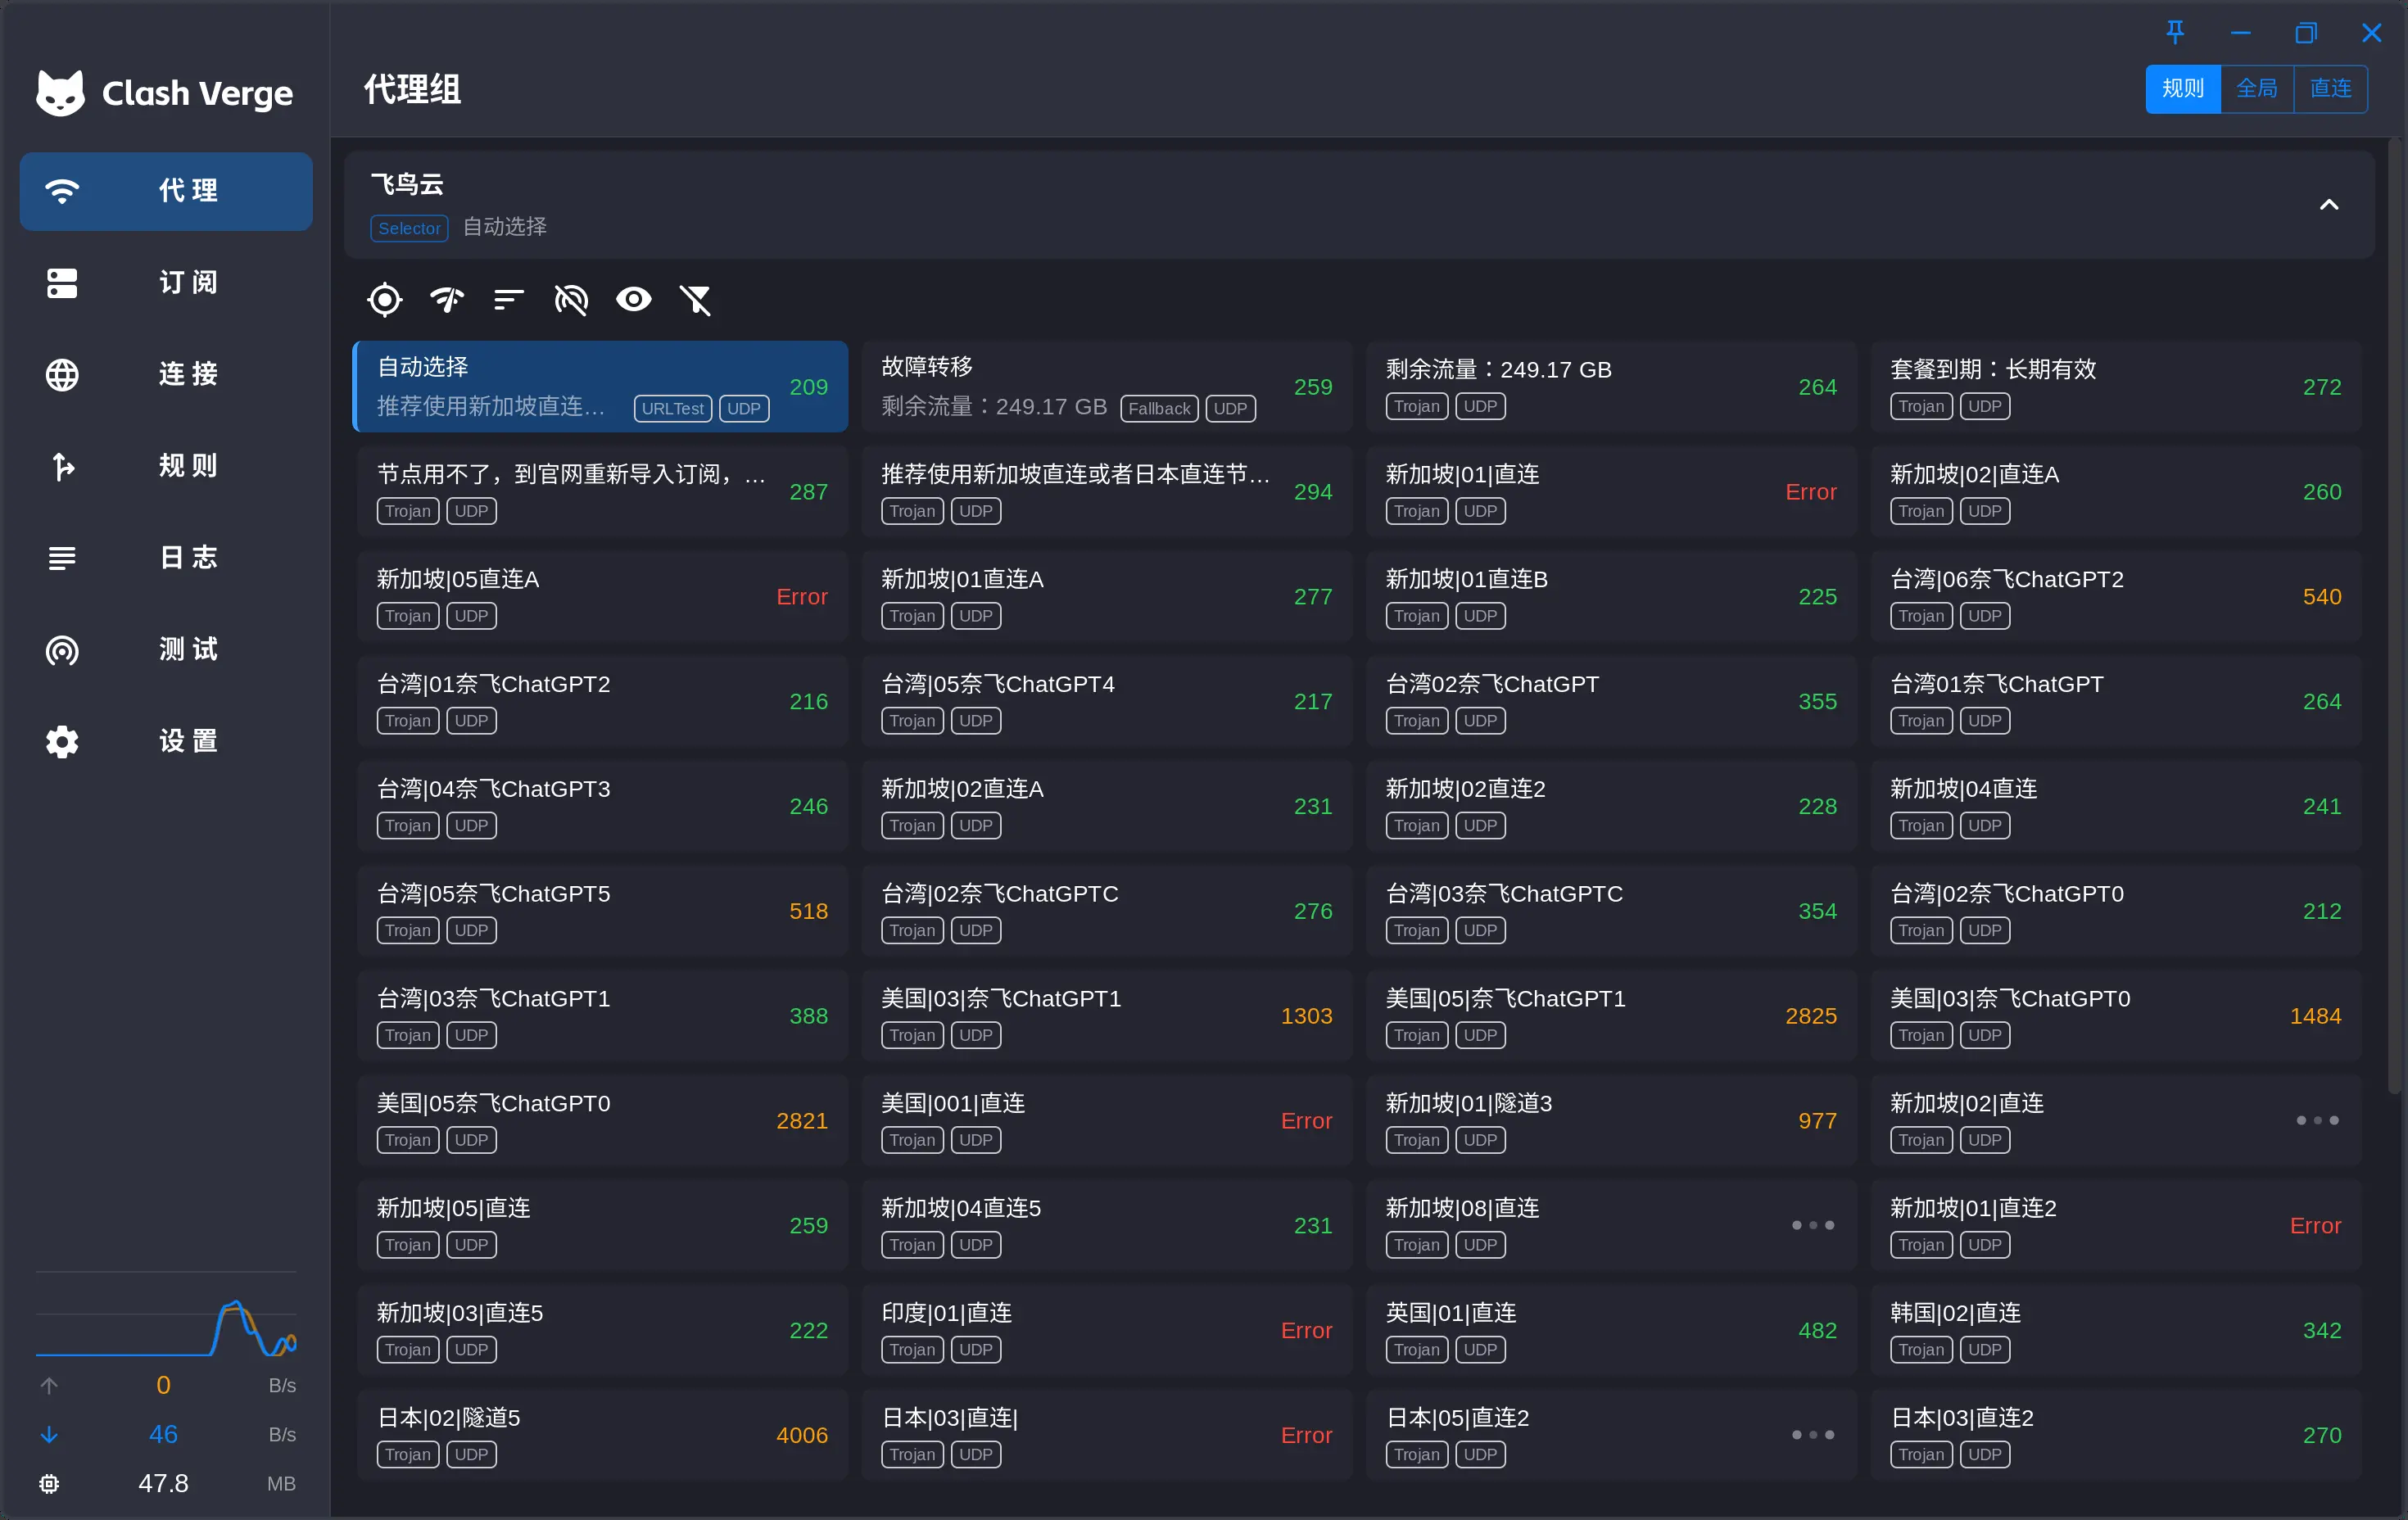 Clash Verge
代 理
订 阅
连 接
规 则
日 志
测 试
设 置
0 B/s
46 B/s
47.8 MB
代理组
规则 全局 直连
飞鸟云
Selector 自动选择
自动选择
推荐使用新加坡直连… URLTest UDP 209
故障转移
剩余流量：249.17 GB Fallback UDP 259
剩余流量：249.17 GB
Trojan UDP 264
套餐到期：长期有效
Trojan UDP 272
节点用不了，到官网重新导入订阅，…
Trojan UDP 287
推荐使用新加坡直连或者日本直连节…
Trojan UDP 294
新加坡|01|直连
Trojan UDP Error
新加坡|02|直连A
Trojan UDP 260
新加坡|05直连A
Trojan UDP Error
新加坡|01直连A
Trojan UDP 277
新加坡|01直连B
Trojan UDP 225
台湾|06奈飞ChatGPT2
Trojan UDP 540
台湾|01奈飞ChatGPT2
Trojan UDP 216
台湾|05奈飞ChatGPT4
Trojan UDP 217
台湾02奈飞ChatGPT
Trojan UDP 355
台湾01奈飞ChatGPT
Trojan UDP 264
台湾|04奈飞ChatGPT3
Trojan UDP 246
新加坡|02直连A
Trojan UDP 231
新加坡|02直连2
Trojan UDP 228
新加坡|04直连
Trojan UDP 241
台湾|05奈飞ChatGPT5
Trojan UDP 518
台湾|02奈飞ChatGPTC
Trojan UDP 276
台湾|03奈飞ChatGPTC
Trojan UDP 354
台湾|02奈飞ChatGPT0
Trojan UDP 212
台湾|03奈飞ChatGPT1
Trojan UDP 388
美国|03|奈飞ChatGPT1
Trojan UDP 1303
美国|05|奈飞ChatGPT1
Trojan UDP 2825
美国|03|奈飞ChatGPT0
Trojan UDP 1484
美国|05奈飞ChatGPT0
Trojan UDP 2821
美国|001|直连
Trojan UDP Error
新加坡|01|隧道3
Trojan UDP 977
新加坡|02|直连
Trojan UDP
新加坡|05|直连
Trojan UDP 259
新加坡|04直连5
Trojan UDP 231
新加坡|08|直连
Trojan UDP
新加坡|01|直连2
Trojan UDP Error
新加坡|03|直连5
Trojan UDP 222
印度|01|直连
Trojan UDP Error
英国|01|直连
Trojan UDP 482
韩国|02|直连
Trojan UDP 342
日本|02|隧道5
Trojan UDP 4006
日本|03|直连|
Trojan UDP Error
日本|05|直连2
Trojan UDP
日本|03|直连2
Trojan UDP 270